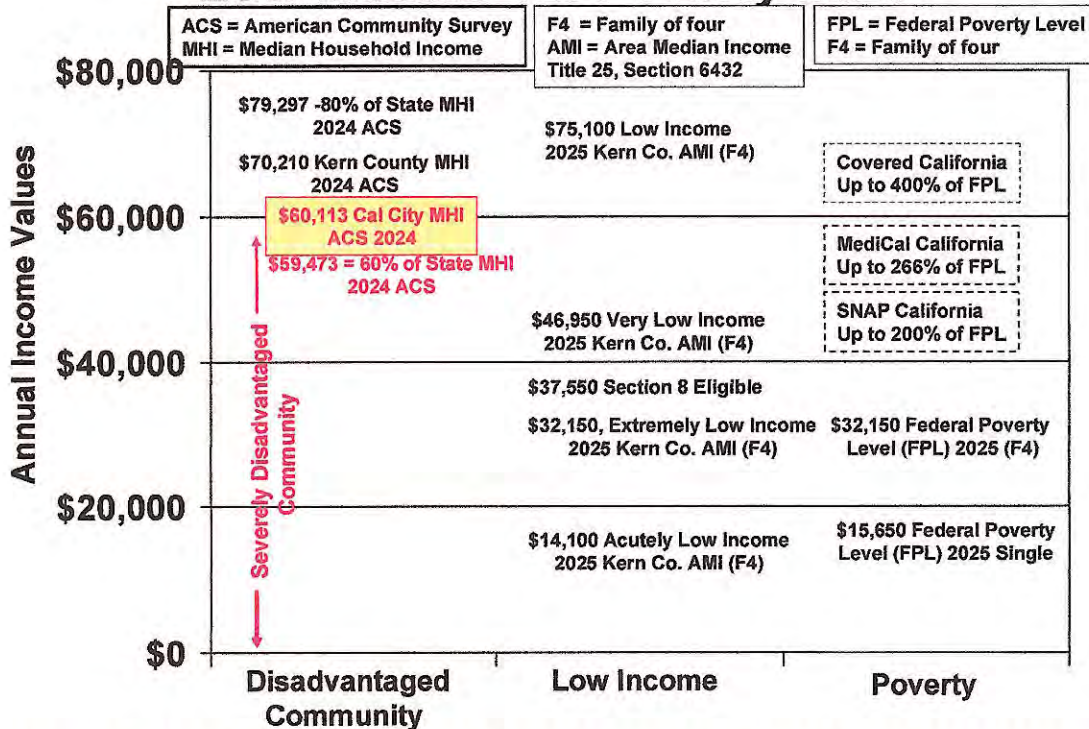 ACS = American Community Survey
MHI = Median Household Income
F4 = Family of four
AMI = Area Median Income
Title 25, Section 6432
FPL = Federal Poverty Level
F4 = Family of four
Annual Income Values
$80,000
$60,000
$40,000
$20,000
$0
$79,297 -80% of State MHI
2024 ACS
$70,210 Kern County MHI
2024 ACS
$60,113 Cal City MHI
ACS 2024
$59,473 = 60% of State MHI
2024 ACS
Severely Disadvantaged
Community
$75,100 Low Income
2025 Kern Co. AMI (F4)
$46,950 Very Low Income
2025 Kern Co. AMI (F4)
$37,550 Section 8 Eligible
$32,150, Extremely Low Income
2025 Kern Co. AMI (F4)
$14,100 Acutely Low Income
2025 Kern Co. AMI (F4)
Covered California
Up to 400% of FPL
MediCal California
Up to 266% of FPL
SNAP California
Up to 200% of FPL
$32,150 Federal Poverty
Level (FPL) 2025 (F4)
$15,650 Federal Poverty
Level (FPL) 2025 Single
Disadvantaged
Community
Low Income
Poverty